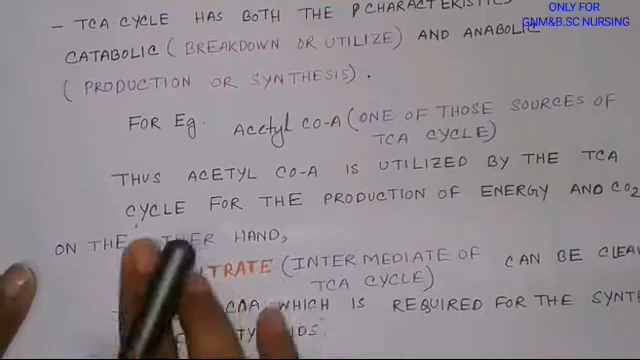 ONLY FOR
GNM&B.SC NURSING
- TCA CYCLE HAS BOTH THE PCHARACTERISTICS
CATABOLIC (BREAKDOWN OR UTILIZE) AND ANABOLIC
(PRODUCTION OR SYNTHESIS).
FOR Eg. Acetyl CO-A (ONE OF THOSE SOURCES OF
TCA CYCLE)
THUS ACETYL CO-A IS UTILIZED BY THE TCA
CYCLE FOR THE PRODUCTION OF ENERGY AND CO2
ON THE HAND,
(INTERMEDIATE OF CAN BE
TCA CYCLE)
WHICH IS REQUIRED FOR THE